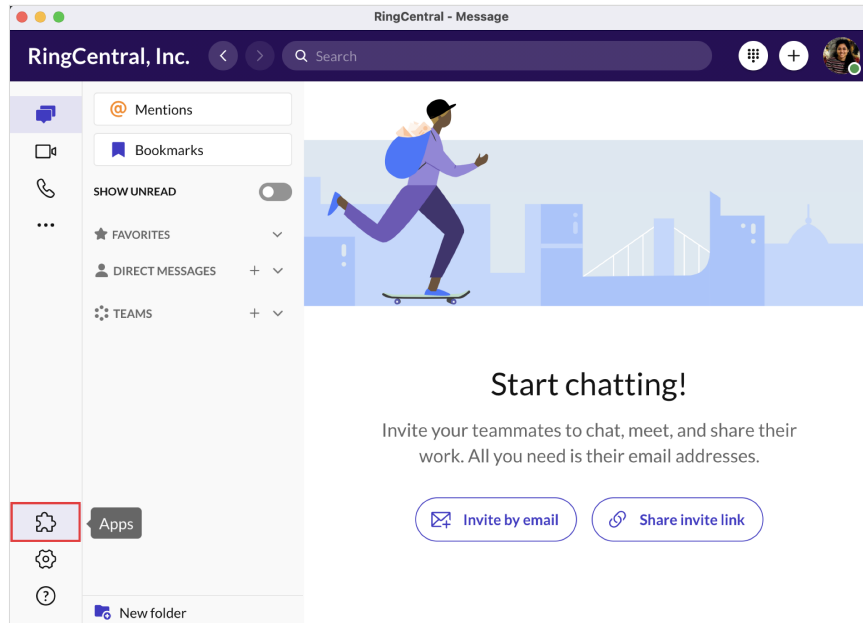 RingCentral - Message
RingCentral, Inc.
Search
@ Mentions
Bookmarks
SHOW UNREAD
FAVORITES
DIRECT MESSAGES
TEAMS
Start chatting!
Invite your teammates to chat, meet, and share their
work. All you need is their email addresses.
Invite by email
Share invite link
Apps
New folder